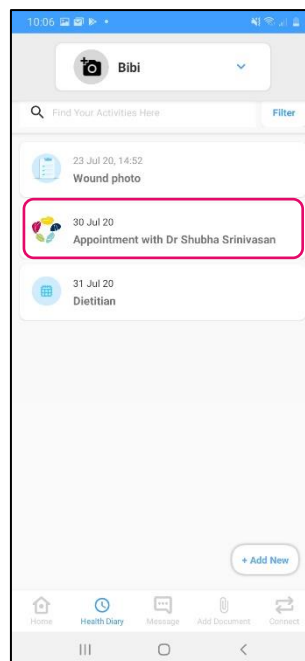 10:06
Bibi
Find Your Activities Here
Filter
23 Jul 20, 14:52
Wound photo
30 Jul 20
Appointment with Dr Shubha Srinivasan
31 Jul 20
Dietitian
+ Add New
Home Health Diary Message Add Document Connect